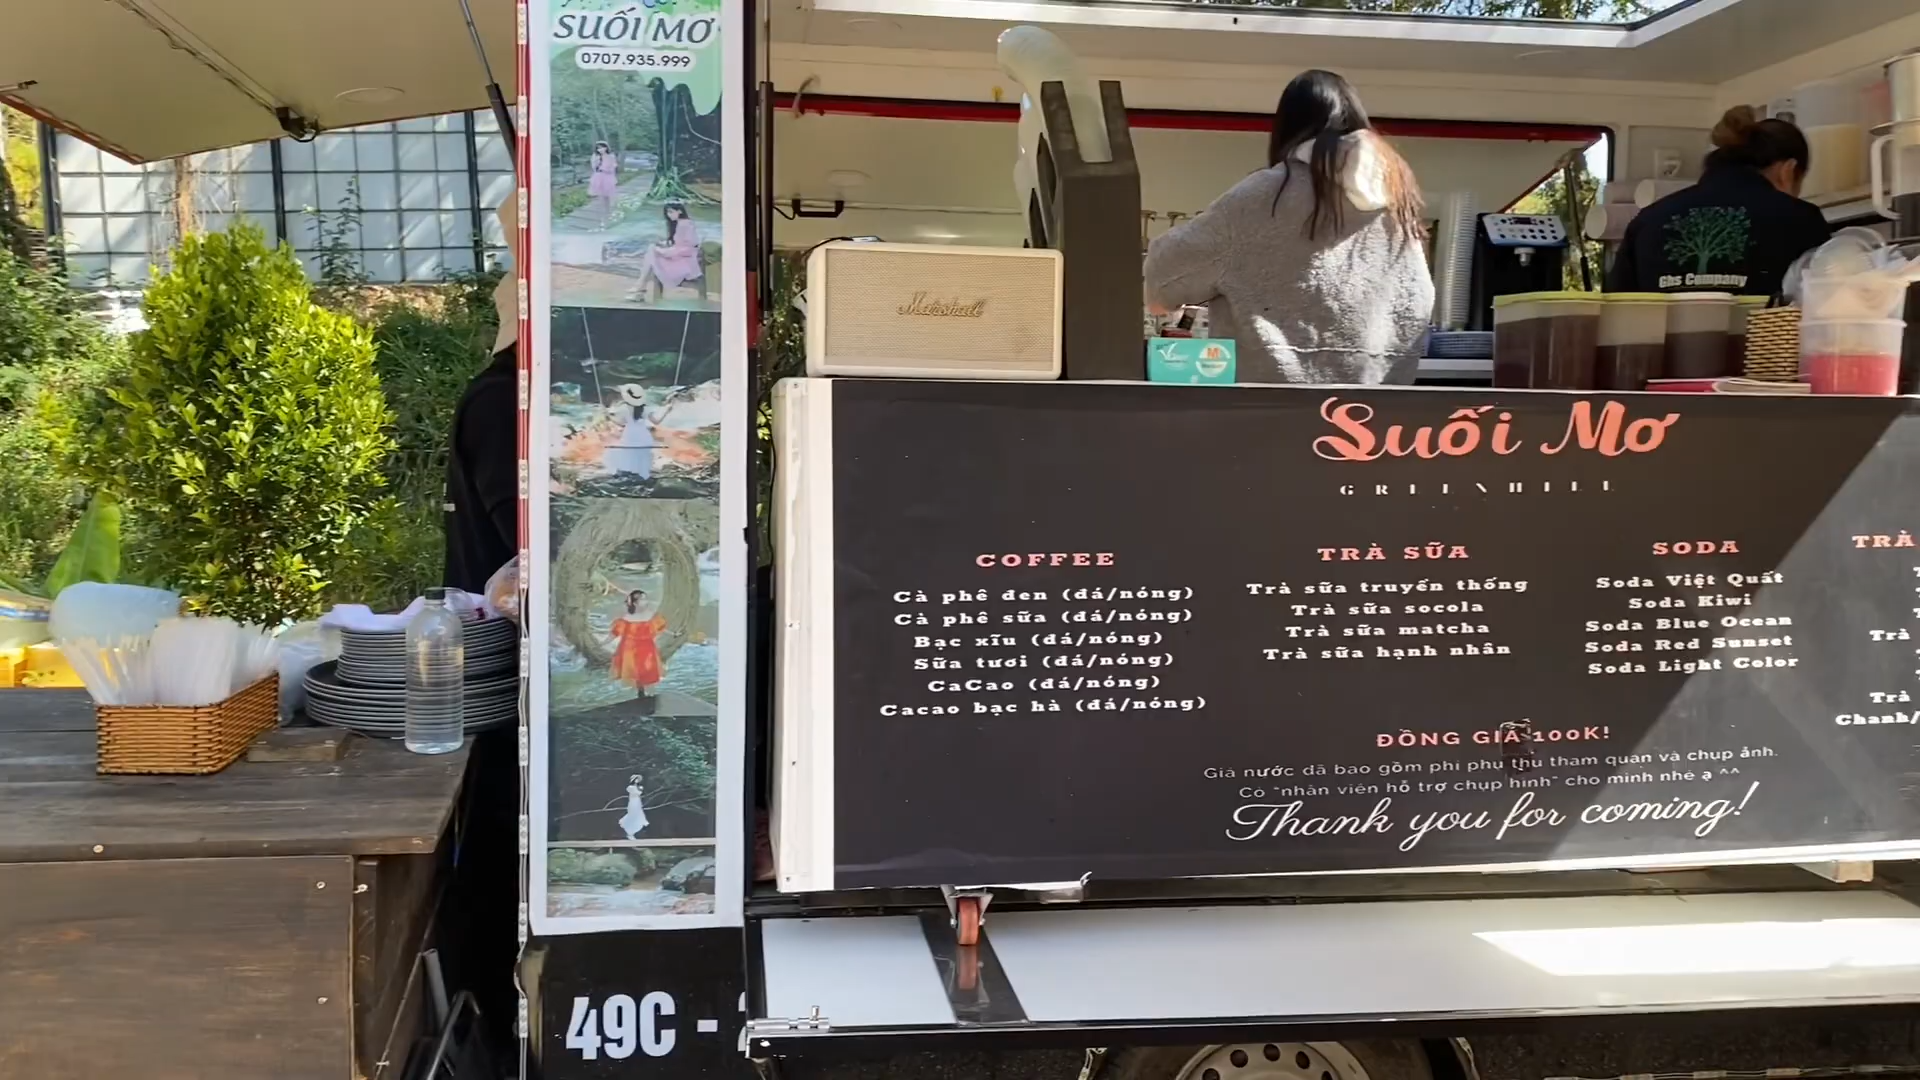 SUỐI MƠ
0707.935.999
Marshall
Ghs Company
Suối Mơ
GREENHILL
COFFEE
Cà phê đen (đá/nóng)
Cà phê sữa (đá/nóng)
Bạc xĩu (đá/nóng)
Sữa tươi (đá/nóng)
CaCao (đá/nóng)
Cacao bạc hà (đá/nóng)
TRÀ SỮA
Trà sữa truyền thống
Trà sữa socola
Trà sữa matcha
Trà sữa hạnh nhân
SODA
Soda Việt Quất
Soda Kiwi
Soda Blue Ocean
Soda Red Sunset
Soda Light Color
TRÀ
Trà
Trà
Chanh/
ĐỒNG GIÁ 100K!
Giá nước đã bao gồm phí phụ thu tham quan và chụp ảnh.
Có "nhân viên hỗ trợ chụp hình" cho mình nhé ạ ^^
Thank you for coming!
49C -